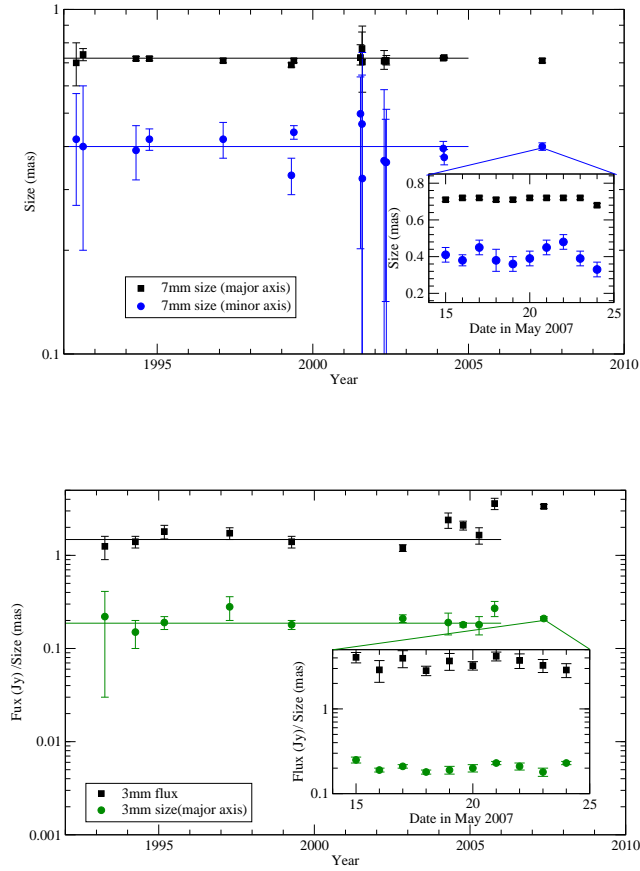 1
Size (mas)
0.1
1995
2000
2005
2010
Year
7mm size (major axis)
7mm size (minor axis)
0.8
0.6
0.4
0.2
Size (mas)
15
20
25
Date in May 2007
1
0.1
0.01
0.001
Fux (Jy) /Size (mas)
1995
2000
2005
2010
Year
3mm flux
3mm size(major axis)
1
0.1
Flux (Jy)/ Size (mas)
15
20
25
Date in May 2007